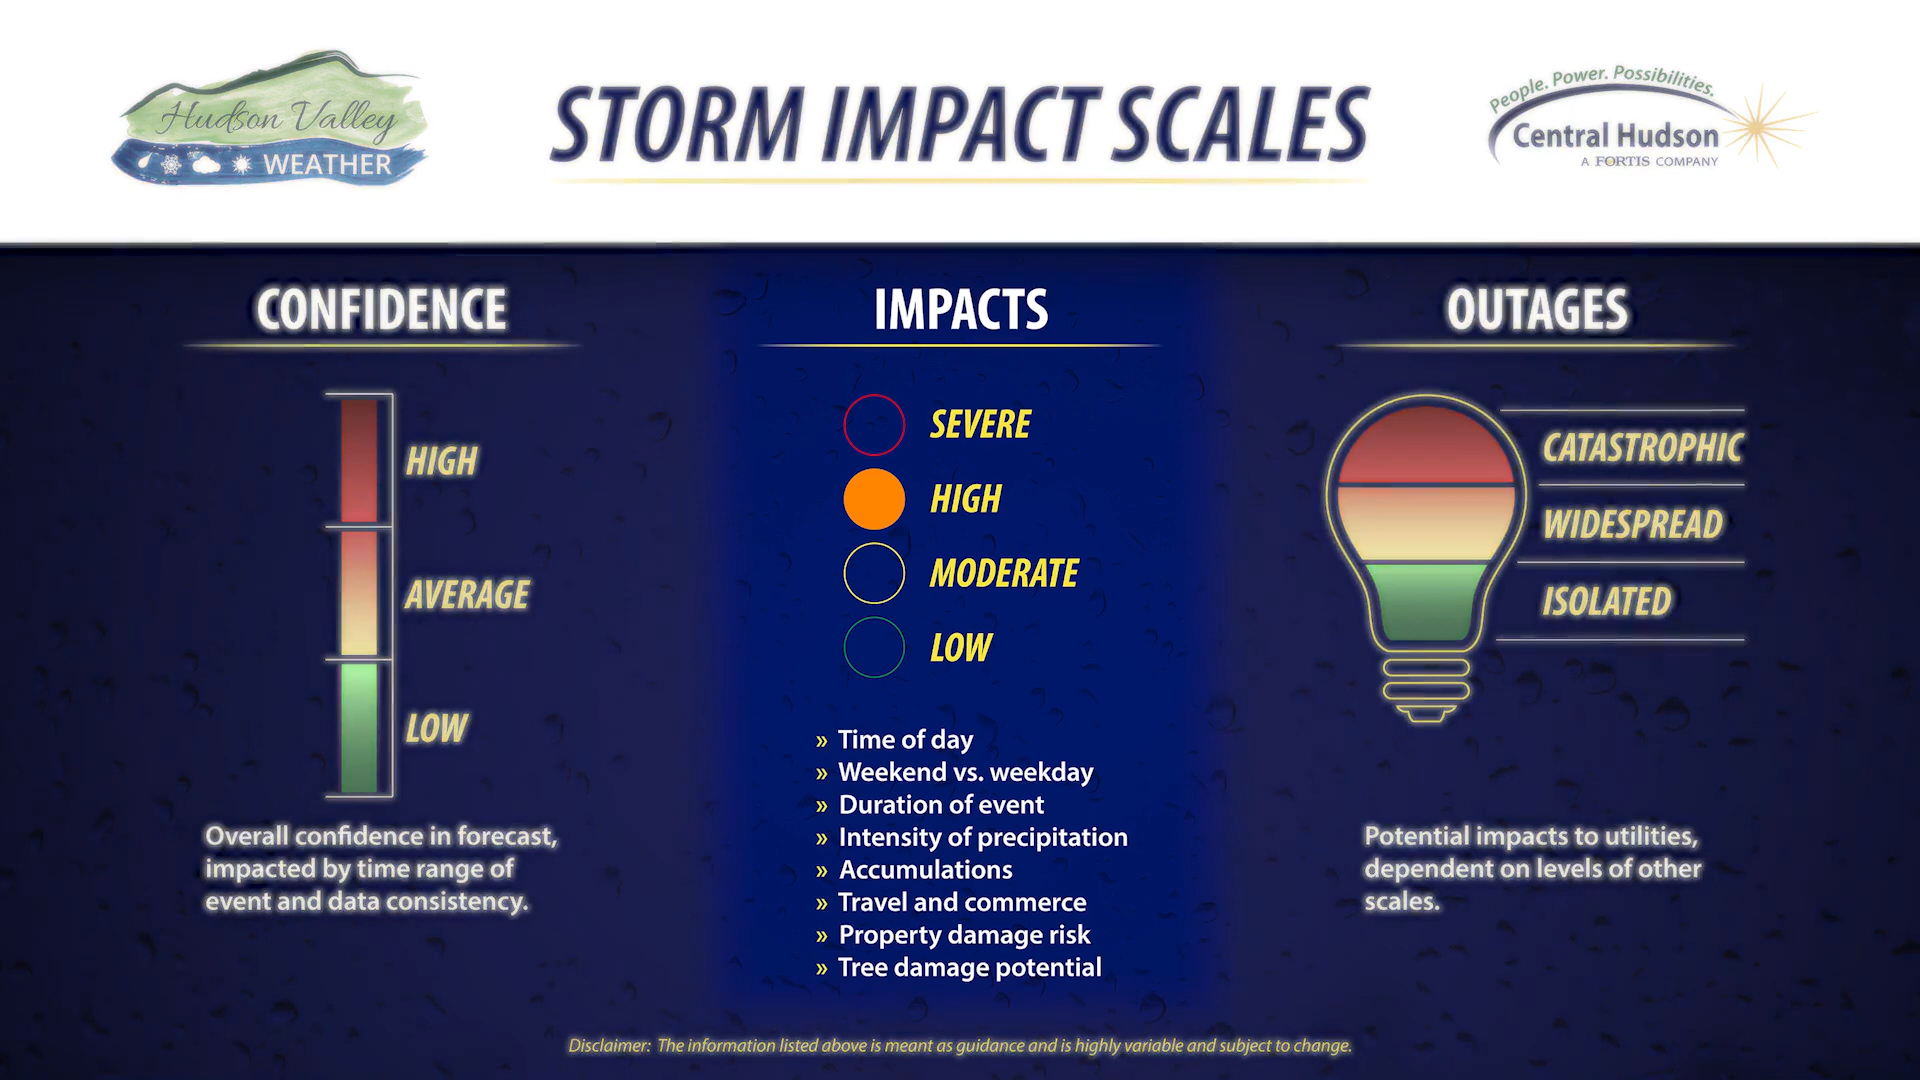 Hudson Valley
WEATHER
STORM IMPACT SCALES
People. Power. Possibilities.
Central Hudson
A FORTIS COMPANY
CONFIDENCE
HIGH
AVERAGE
LOW
Overall confidence in forecast,
impacted by time range of
event and data consistency.
IMPACTS
SEVERE
HIGH
MODERATE
LOW
» Time of day
» Weekend vs. weekday
» Duration of event
» Intensity of precipitation
» Accumulations
» Travel and commerce
» Property damage risk
» Tree damage potential
OUTAGES
CATASTROPHIC
WIDESPREAD
ISOLATED
Potential impacts to utilities,
dependent on levels of other
scales.
Disclaimer: The information listed above is meant as guidance and is highly variable and subject to change.